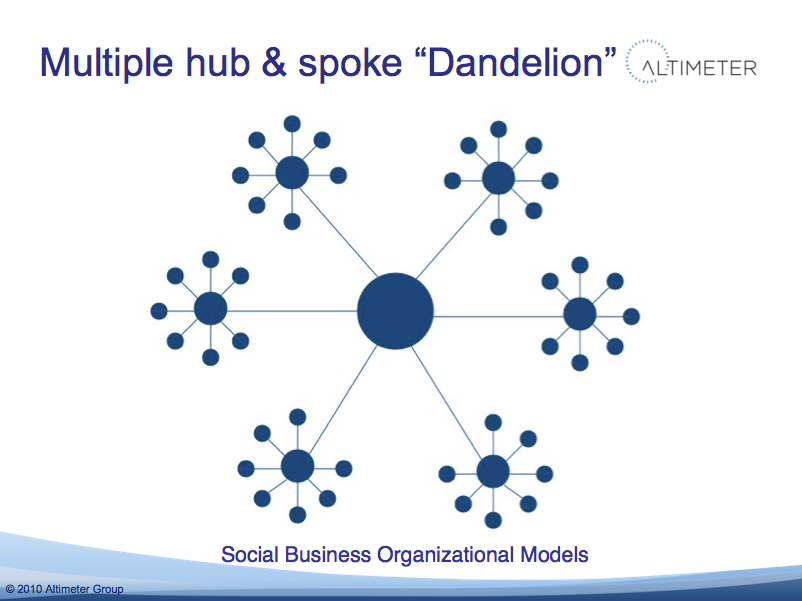 Multiple hub & spoke “Dandelion”
ALTIMETER
Social Business Organizational Models
© 2010 Altimeter Group